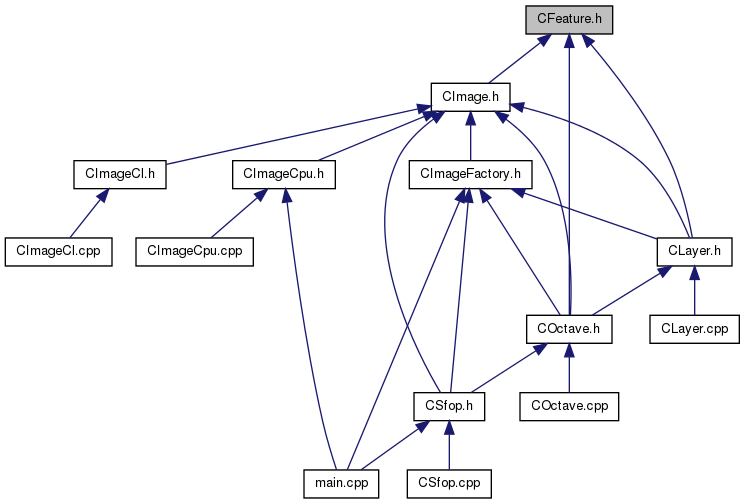 CFeature.h
CImage.h
CImageCl.h
CImageCpu.h
CImageFactory.h
CImageCl.cpp
CImageCpu.cpp
CLayer.h
COctave.h
CLayer.cpp
CSfop.h
COctave.cpp
main.cpp
CSfop.cpp